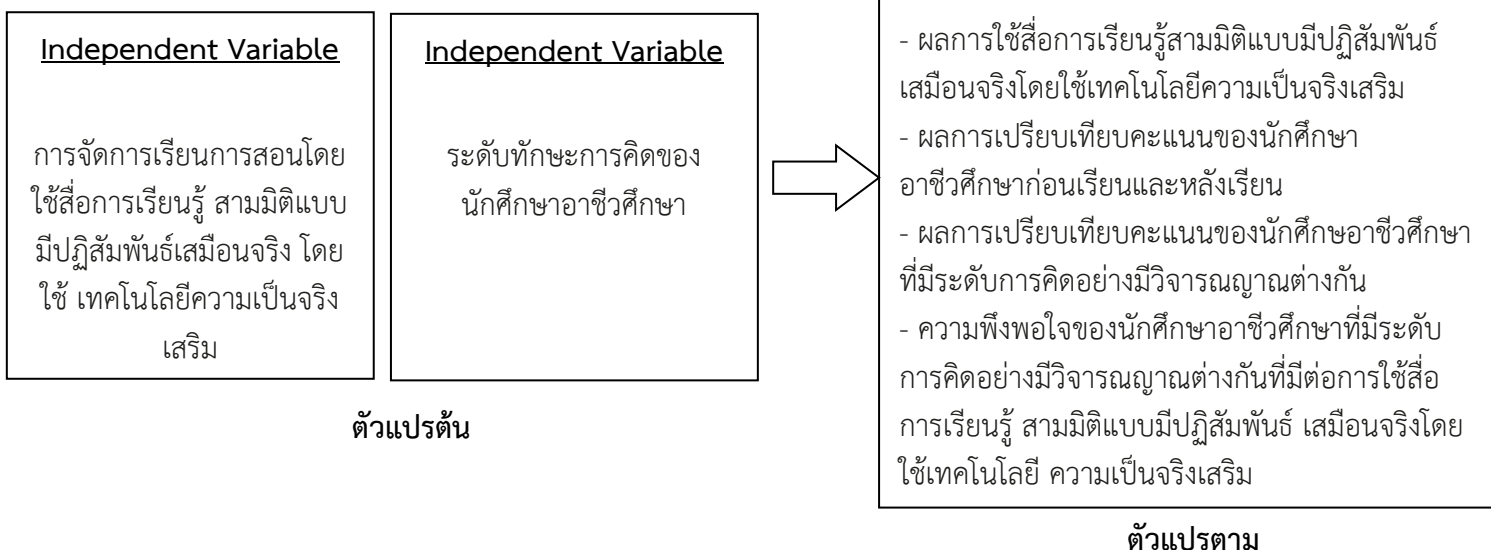 Independent Variable
การจัดการเรียนการสอนโดย
ใช้สื่อการเรียนรู้ สามมิติแบบ
มีปฏิสัมพันธ์เสมือนจริง โดย
ใช้ เทคโนโลยีความเป็นจริง
เสริม
Independent Variable
ระดับทักษะการคิดของ
นักศึกษาอาชีวศึกษา
ตัวแปรต้น
- ผลการใช้สื่อการเรียนรู้สามมิติแบบมีปฏิสัมพันธ์
เสมือนจริงโดยใช้เทคโนโลยีความเป็นจริงเสริม
- ผลการเปรียบเทียบคะแนนของนักศึกษา
อาชีวศึกษาก่อนเรียนและหลังเรียน
- ผลการเปรียบเทียบคะแนนของนักศึกษอาชีวศึกษา
ที่มีระดับการคิดอย่างมีวิจารณญาณต่างกัน
- ความพึงพอใจของนักศึกษาอาชีวศึกษาที่มีระดับ
การคิดอย่างมีวิจารณญาณต่างกันที่มีต่อการใช้สื่อ
การเรียนรู้ สามมิติแบบมีปฏิสัมพันธ์ เสมือนจริงโดย
ใช้เทคโนโลยี ความเป็นจริงเสริม
ตัวแปรตาม